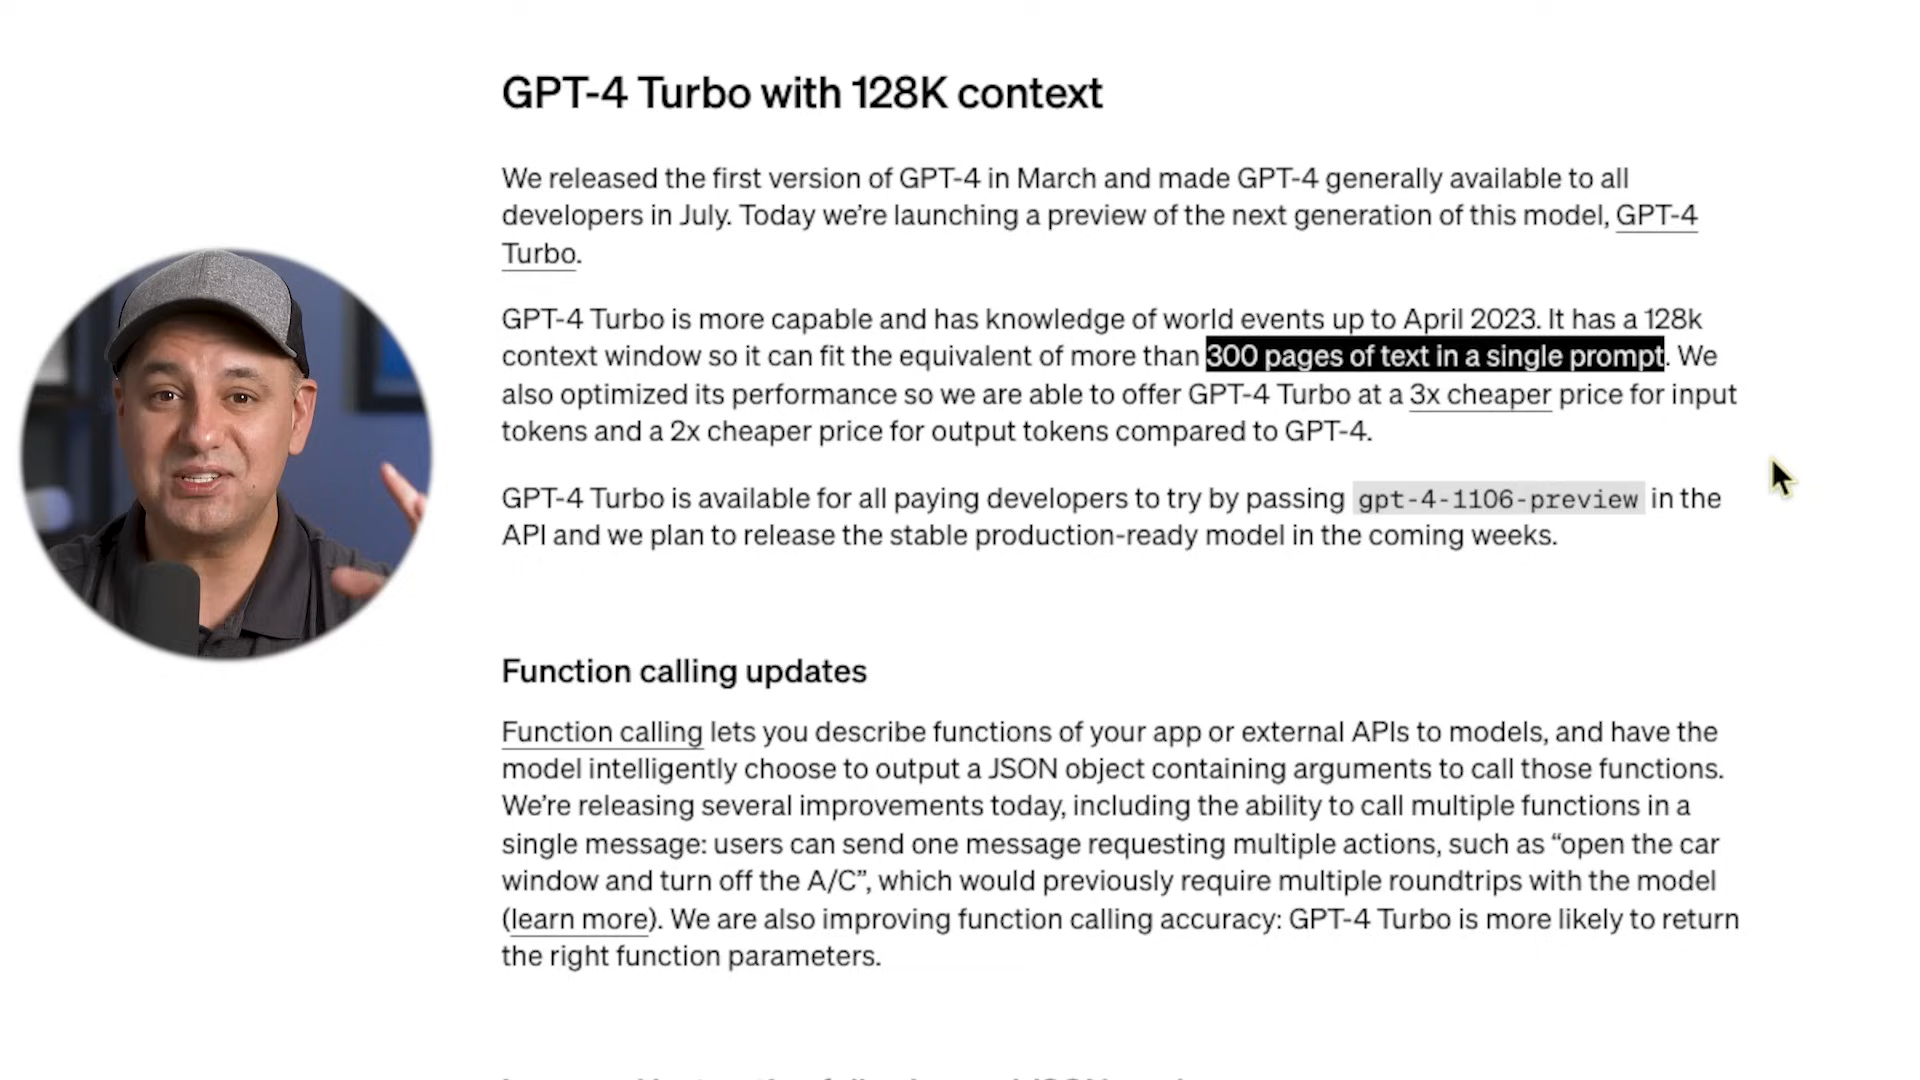 GPT-4 Turbo with 128K context
We released the first version of GPT-4 in March and made GPT-4 generally available to all
developers in July. Today we’re launching a preview of the next generation of this model, GPT-4
Turbo.
GPT-4 Turbo is more capable and has knowledge of world events up to April 2023. It has a 128k
context window so it can fit the equivalent of more than 300 pages of text in a single prompt. We
also optimized its performance so we are able to offer GPT-4 Turbo at a 3x cheaper price for input
tokens and a 2x cheaper price for output tokens compared to GPT-4.
GPT-4 Turbo is available for all paying developers to try by passing gpt-4-1106-preview in the
API and we plan to release the stable production-ready model in the coming weeks.
Function calling updates
Function calling lets you describe functions of your app or external APIs to models, and have the
model intelligently choose to output a JSON object containing arguments to call those functions.
We’re releasing several improvements today, including the ability to call multiple functions in a
single message: users can send one message requesting multiple actions, such as “open the car
window and turn off the A/C”, which would previously require multiple roundtrips with the model
(learn more). We are also improving function calling accuracy: GPT-4 Turbo is more likely to return
the right function parameters.